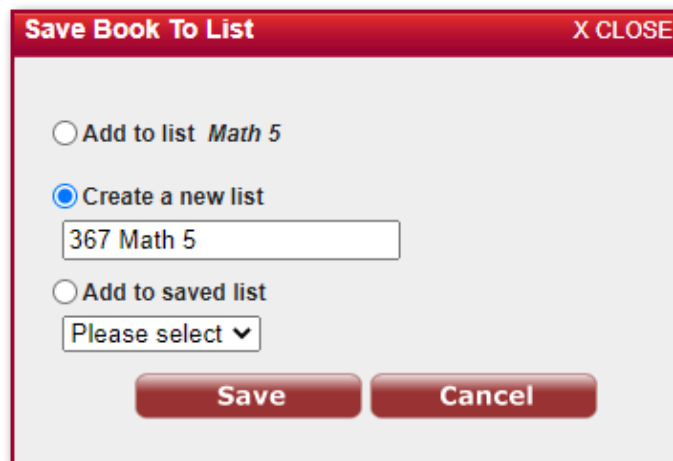 Save Book To List X CLOSE
Add to list Math 5
Create a new list
367 Math 5
Add to saved list
Please select
Save Cancel